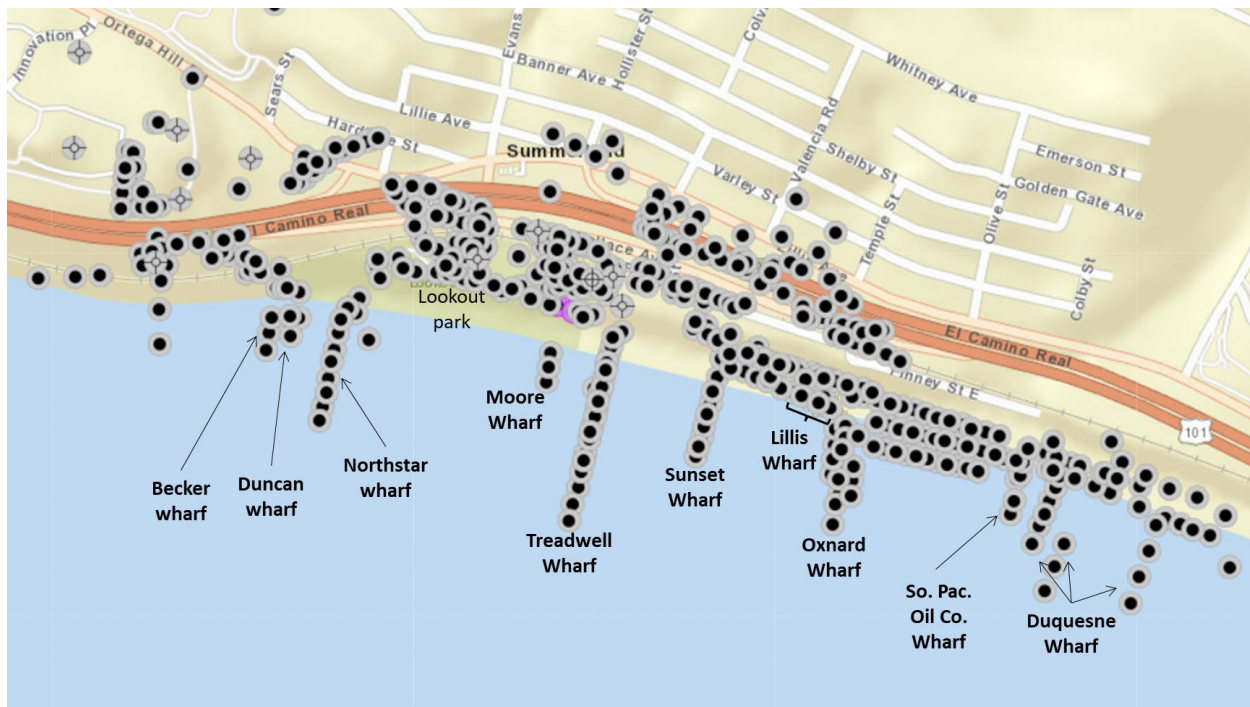 Innovation Pl
Ortega Hill
Sears St
Evans
Hollister St
Banner Ave
Whitney Ave
Lillie Ave
Valencia Rd
Shelby St
Emerson St
Golden Gate Ave
Varley St
Temple St
Olive St
Colby St
El Camino Real
El Camino Real
Finney St E
101
Lookout
park
Moore
Wharf
Lillis
Wharf
Northstar
wharf
Sunset
Wharf
Duncan
wharf
Becker
wharf
Treadwell
Wharf
Oxnard
Wharf
So. Pac.
Oil Co.
Wharf
Duquesne
Wharf